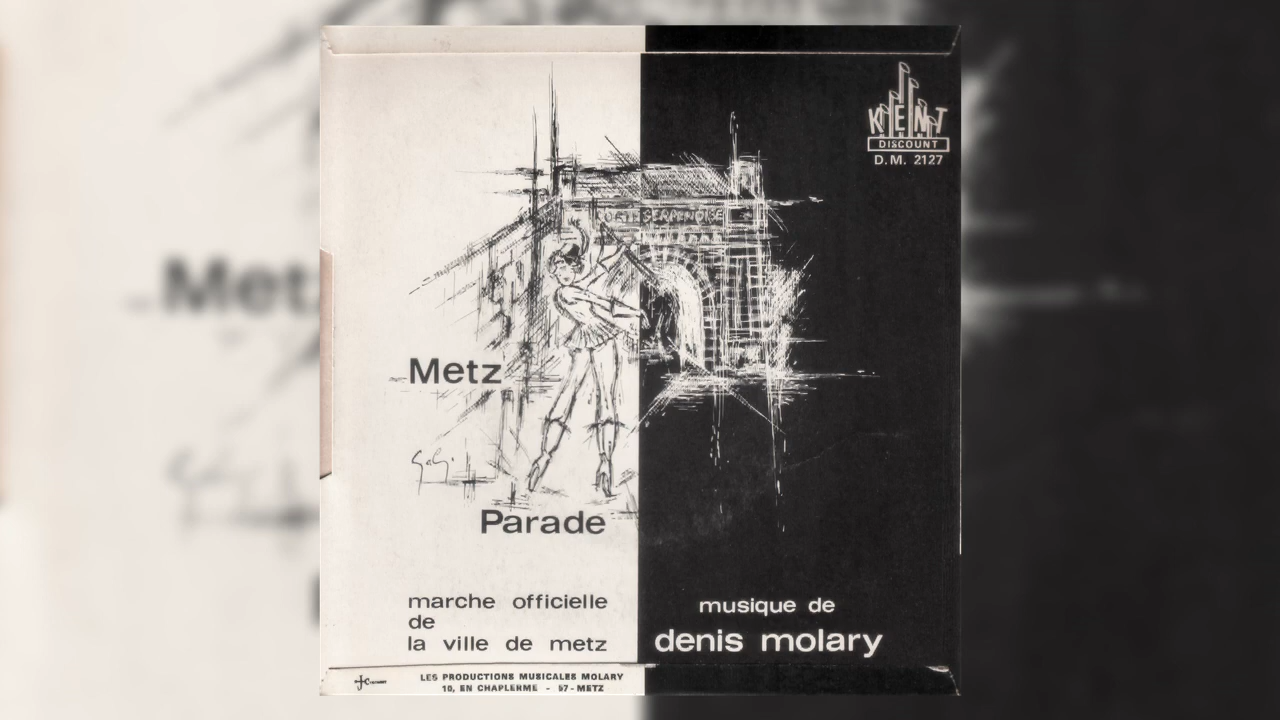 KENT
DISCOUNT
D.M. 2127
PORTE SERPENOISE
Metz
Parade
marche officielle
de
la ville de metz
musique de
denis molary
LES PRODUCTIONS MUSICALES MOLARY
10, EN CHAPLERME - 57 - METZ